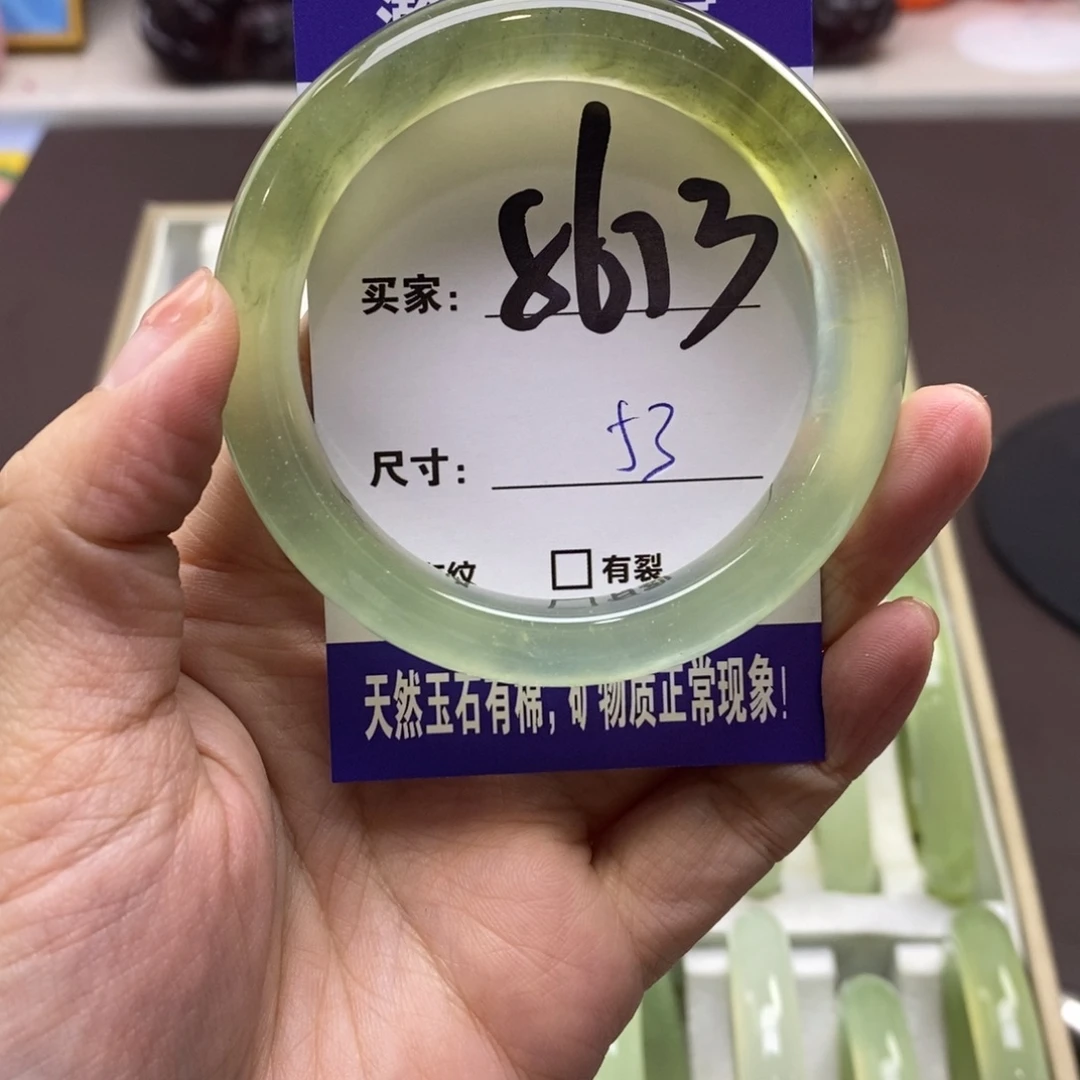 买家： 8613
尺寸： 53
纹 □有裂
天然玉石有棉，矿物质正常现象！